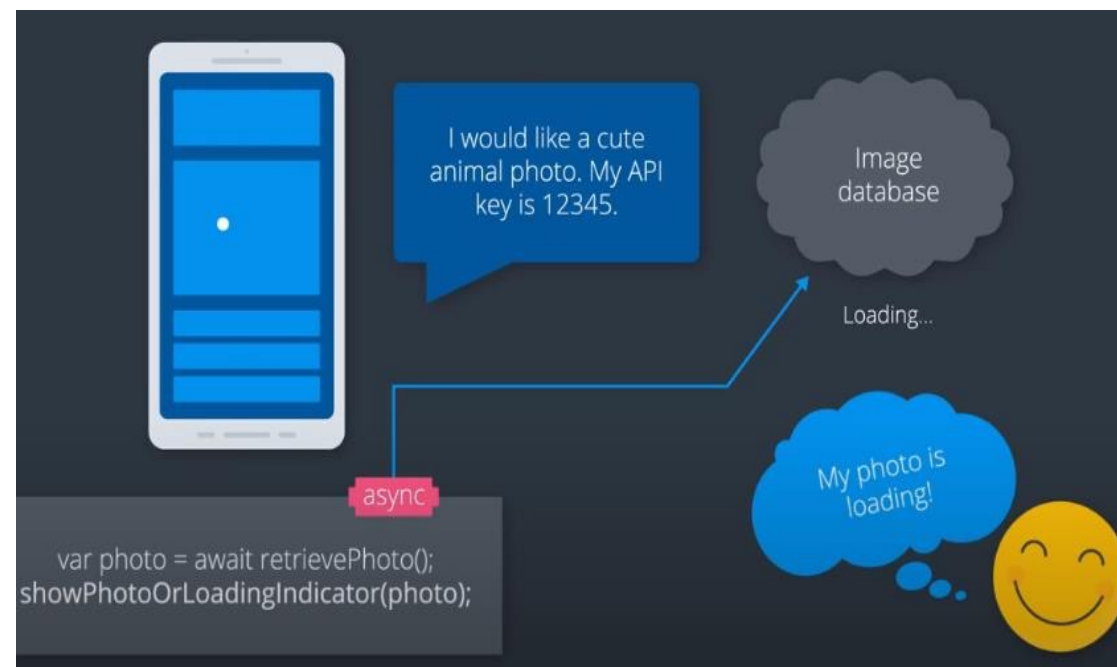 I would like a cute
animal photo. My API
key is 12345.
Image
database
Loading...
My photo is
loading!
async
var photo = await retrievePhoto();
showPhotoOrLoadingIndicator(photo);